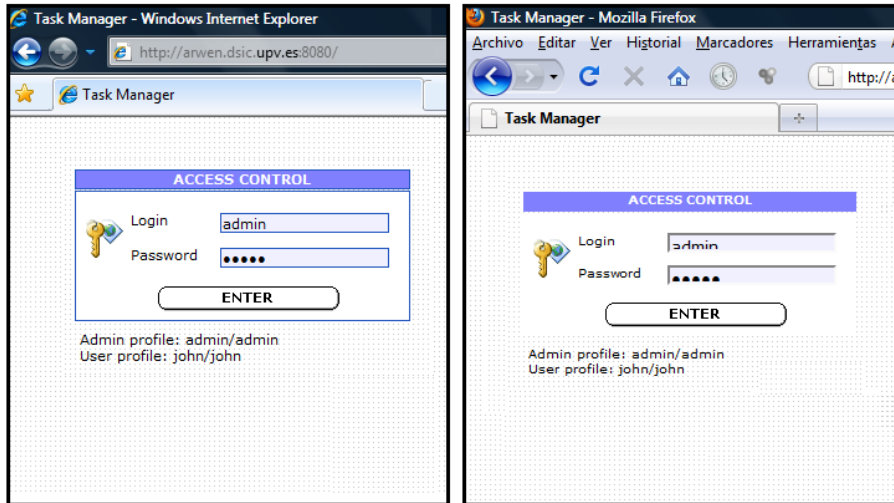 Task Manager - Windows Internet Explorer
http://arwen.dsic.upv.es:8080/
Task Manager
ACCESS CONTROL
Login
admin
Password
ENTER
Admin profile: admin/admin
User profile: john/john
Task Manager - Mozilla Firefox
Archivo Editar Ver Historial Marcadores Herramientas
http://
Task Manager
ACCESS CONTROL
Login
admin
Password
ENTER
Admin profile: admin/admin
User profile: john/john